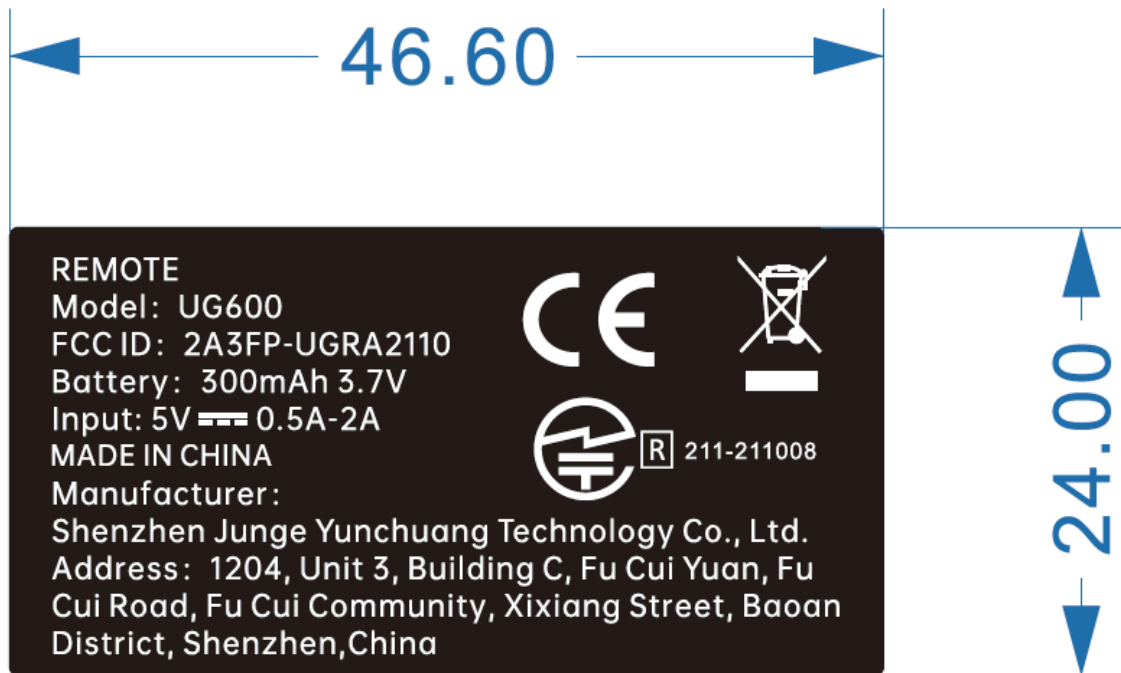 46.60
REMOTE
Model: UG600
FCC ID: 2A3FP-UGRA2110
Battery: 300mAh 3.7V
Input: 5V ⎓ 0.5A-2A
MADE IN CHINA
Manufacturer:
Shenzhen Junge Yunchuang Technology Co., Ltd.
Address: 1204, Unit 3, Building C, Fu Cui Yuan, Fu
Cui Road, Fu Cui Community, Xixiang Street, Baoan
District, Shenzhen,China
CE
R 211-211008
24.00